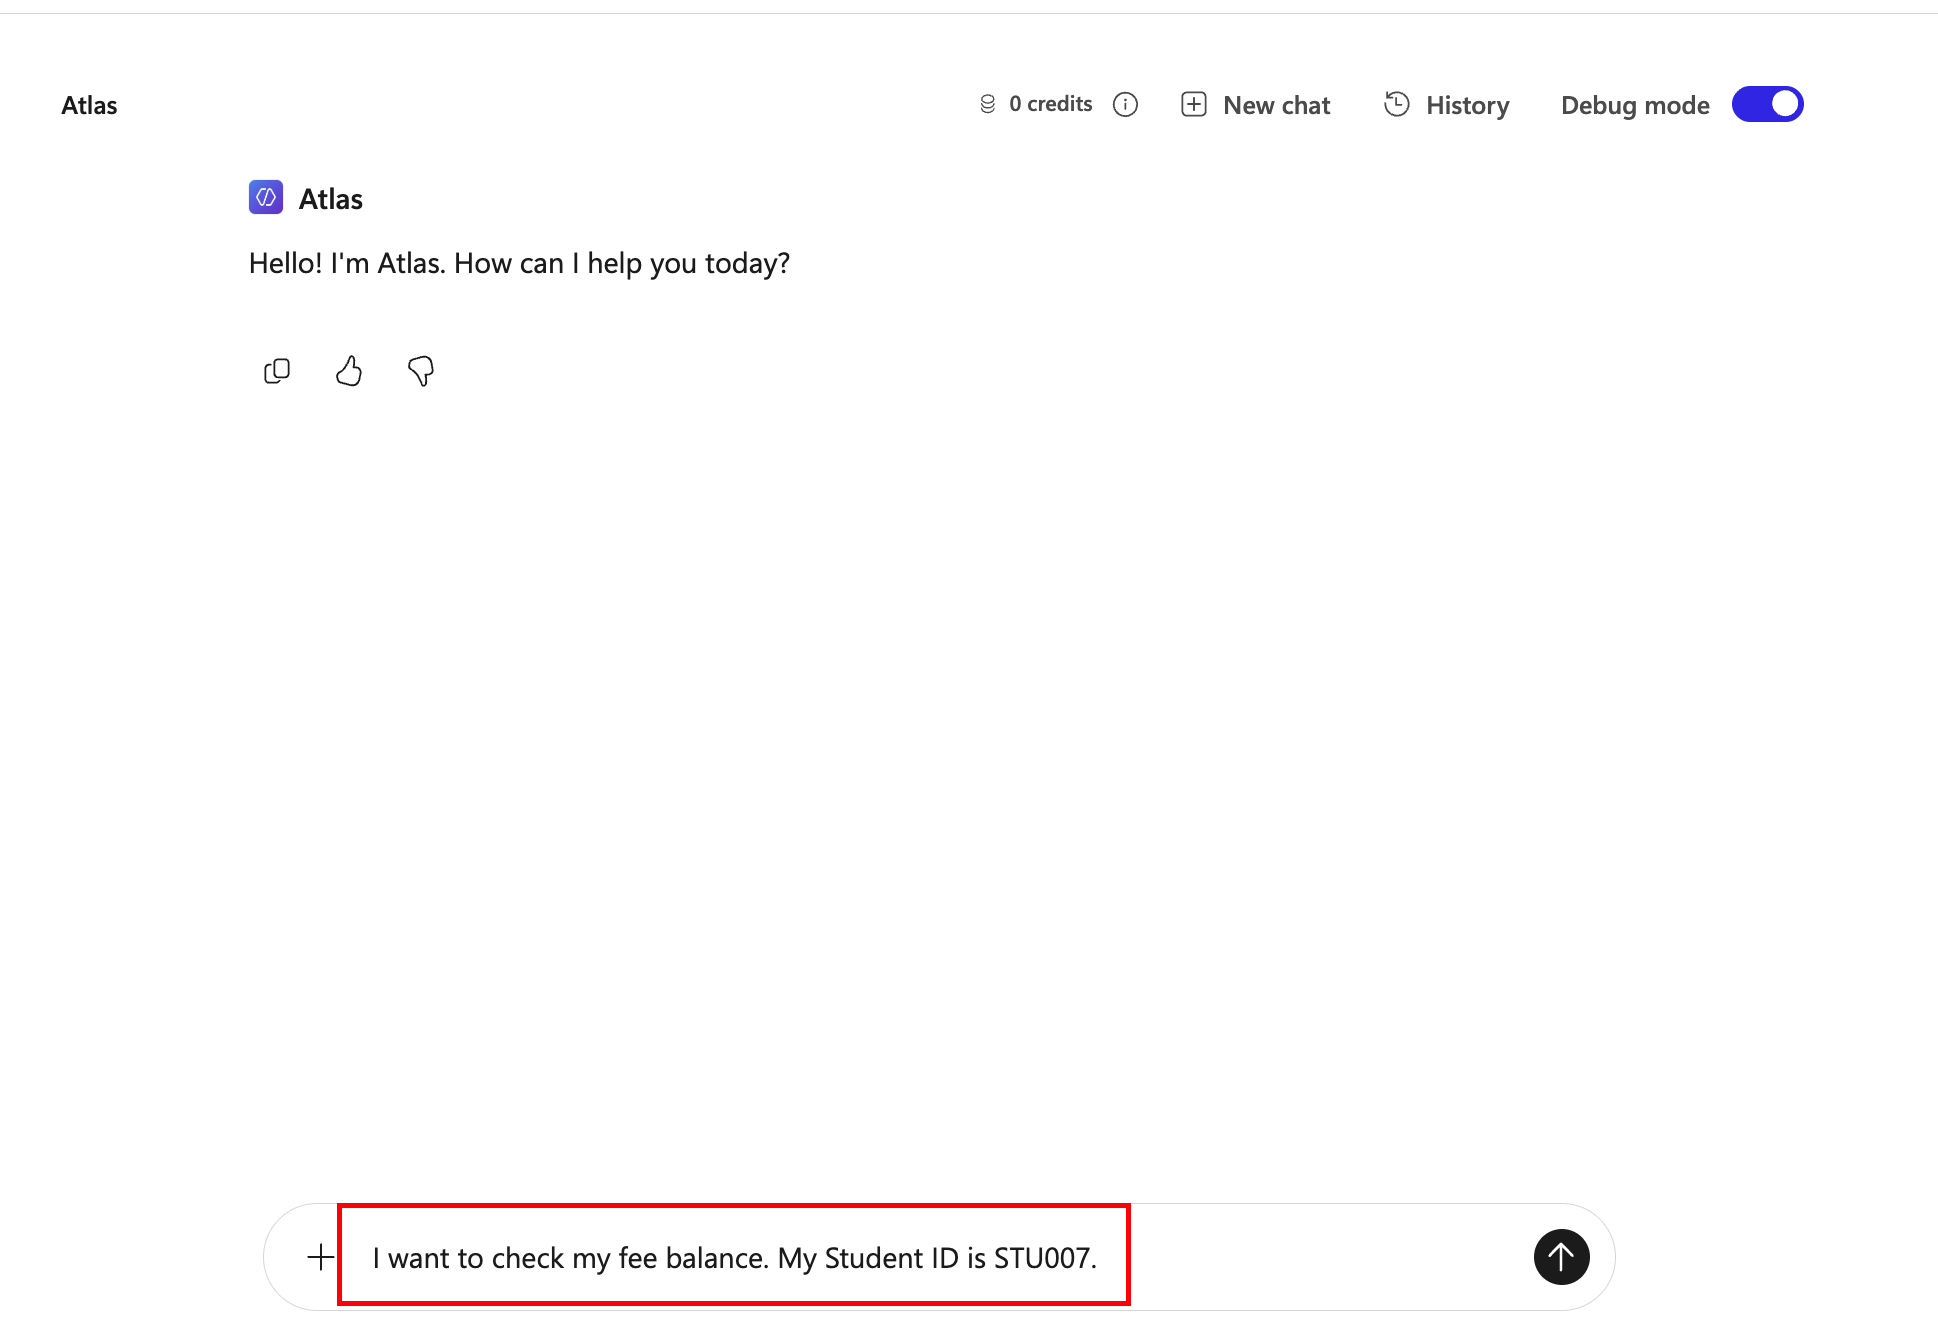 Atlas
0 credits
New chat
History
Debug mode
Atlas
Hello! I'm Atlas. How can I help you today?
I want to check my fee balance. My Student ID is STU007.